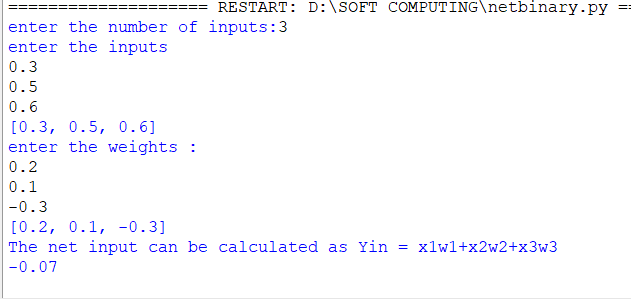 ==================== RESTART: D:\SOFT COMPUTING\netbinary.py ==
enter the number of inputs:3
enter the inputs
0.3
0.5
0.6
[0.3, 0.5, 0.6]
enter the weights :
0.2
0.1
-0.3
[0.2, 0.1, -0.3]
The net input can be calculated as Yin = x1w1+x2w2+x3w3
-0.07